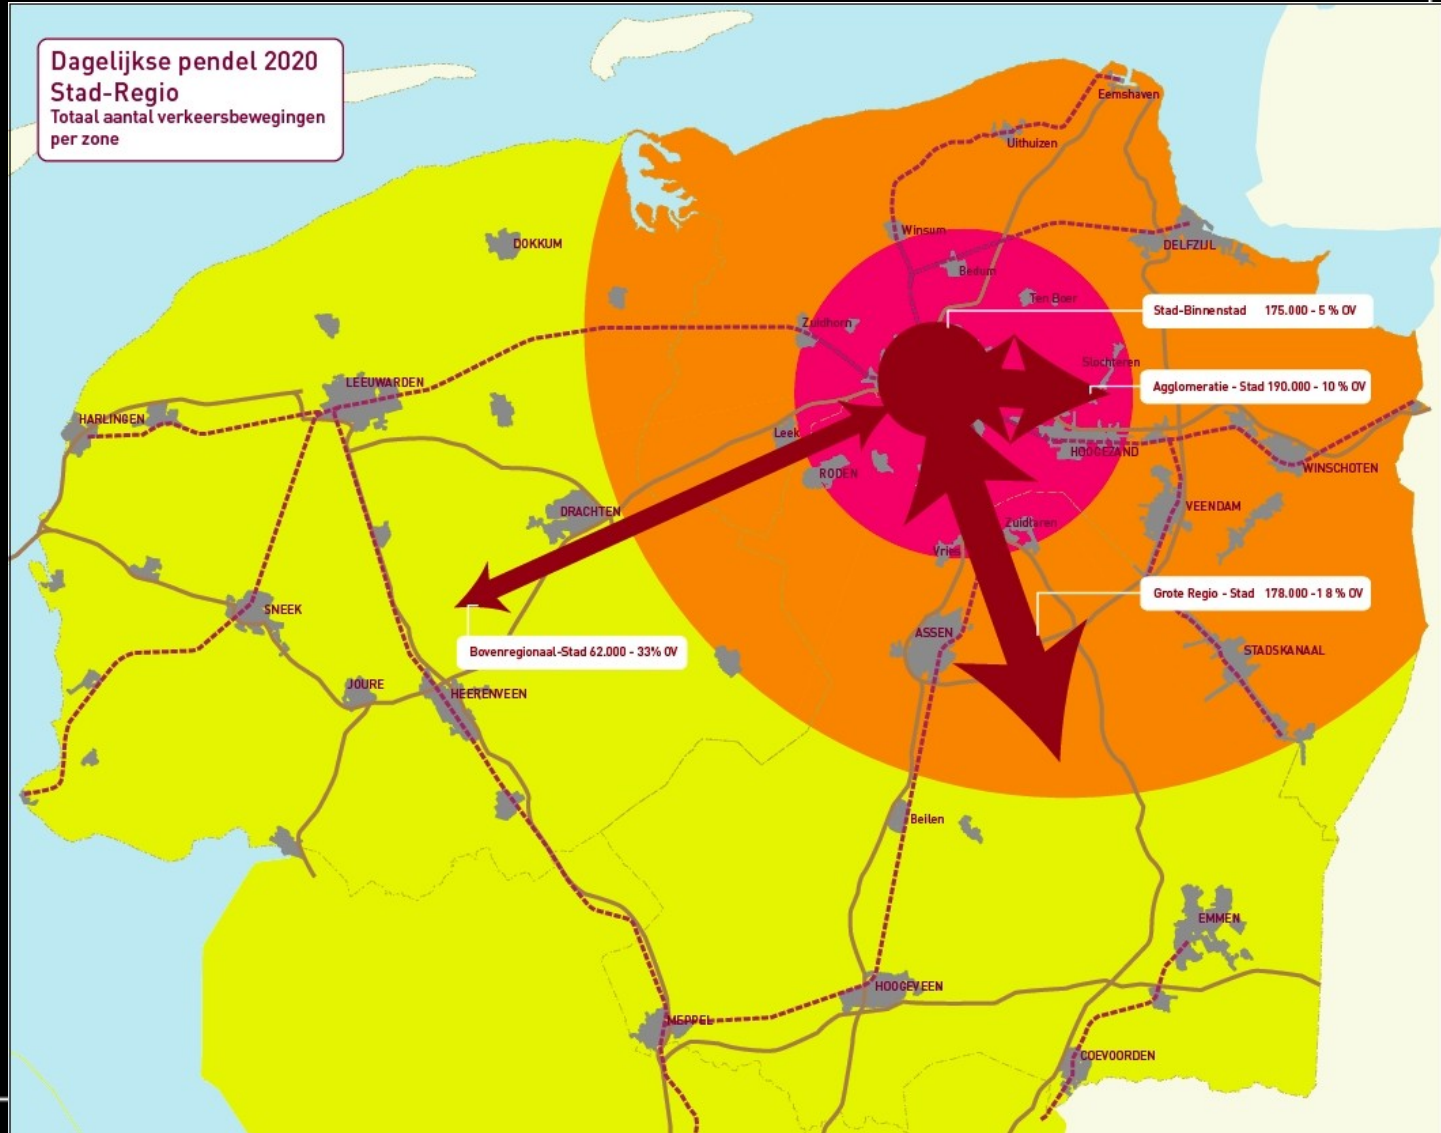 Dagelijkse pendel 2020
Stad-Regio
Totaal aantal verkeersbewegingen
per zone
Eemshaven
Uithuizen
Winsum
DOKKUM
DELFZIJL
Bedum
Ten Boer
Stad-Binnenstad 175.000 - 5 % OV
Zuidhorn
Slochteren
LEEUWARDEN
Agglomeratie - Stad 190.000 - 10 % OV
HARLINGEN
Leek
HOOGEZAND
RODEN
WINSCHOTEN
DRACHTEN
VEENDAM
Zuidlaren
Vries
Grote Regio - Stad 178.000 -1 8 % OV
SNEEK
ASSEN
Bovenregionaal-Stad 62.000 - 33% OV
STADSKANAAL
JOURE
HEERENVEEN
Beilen
EMMEN
HOOGEVEEN
MEPPEL
COEVOORDEN